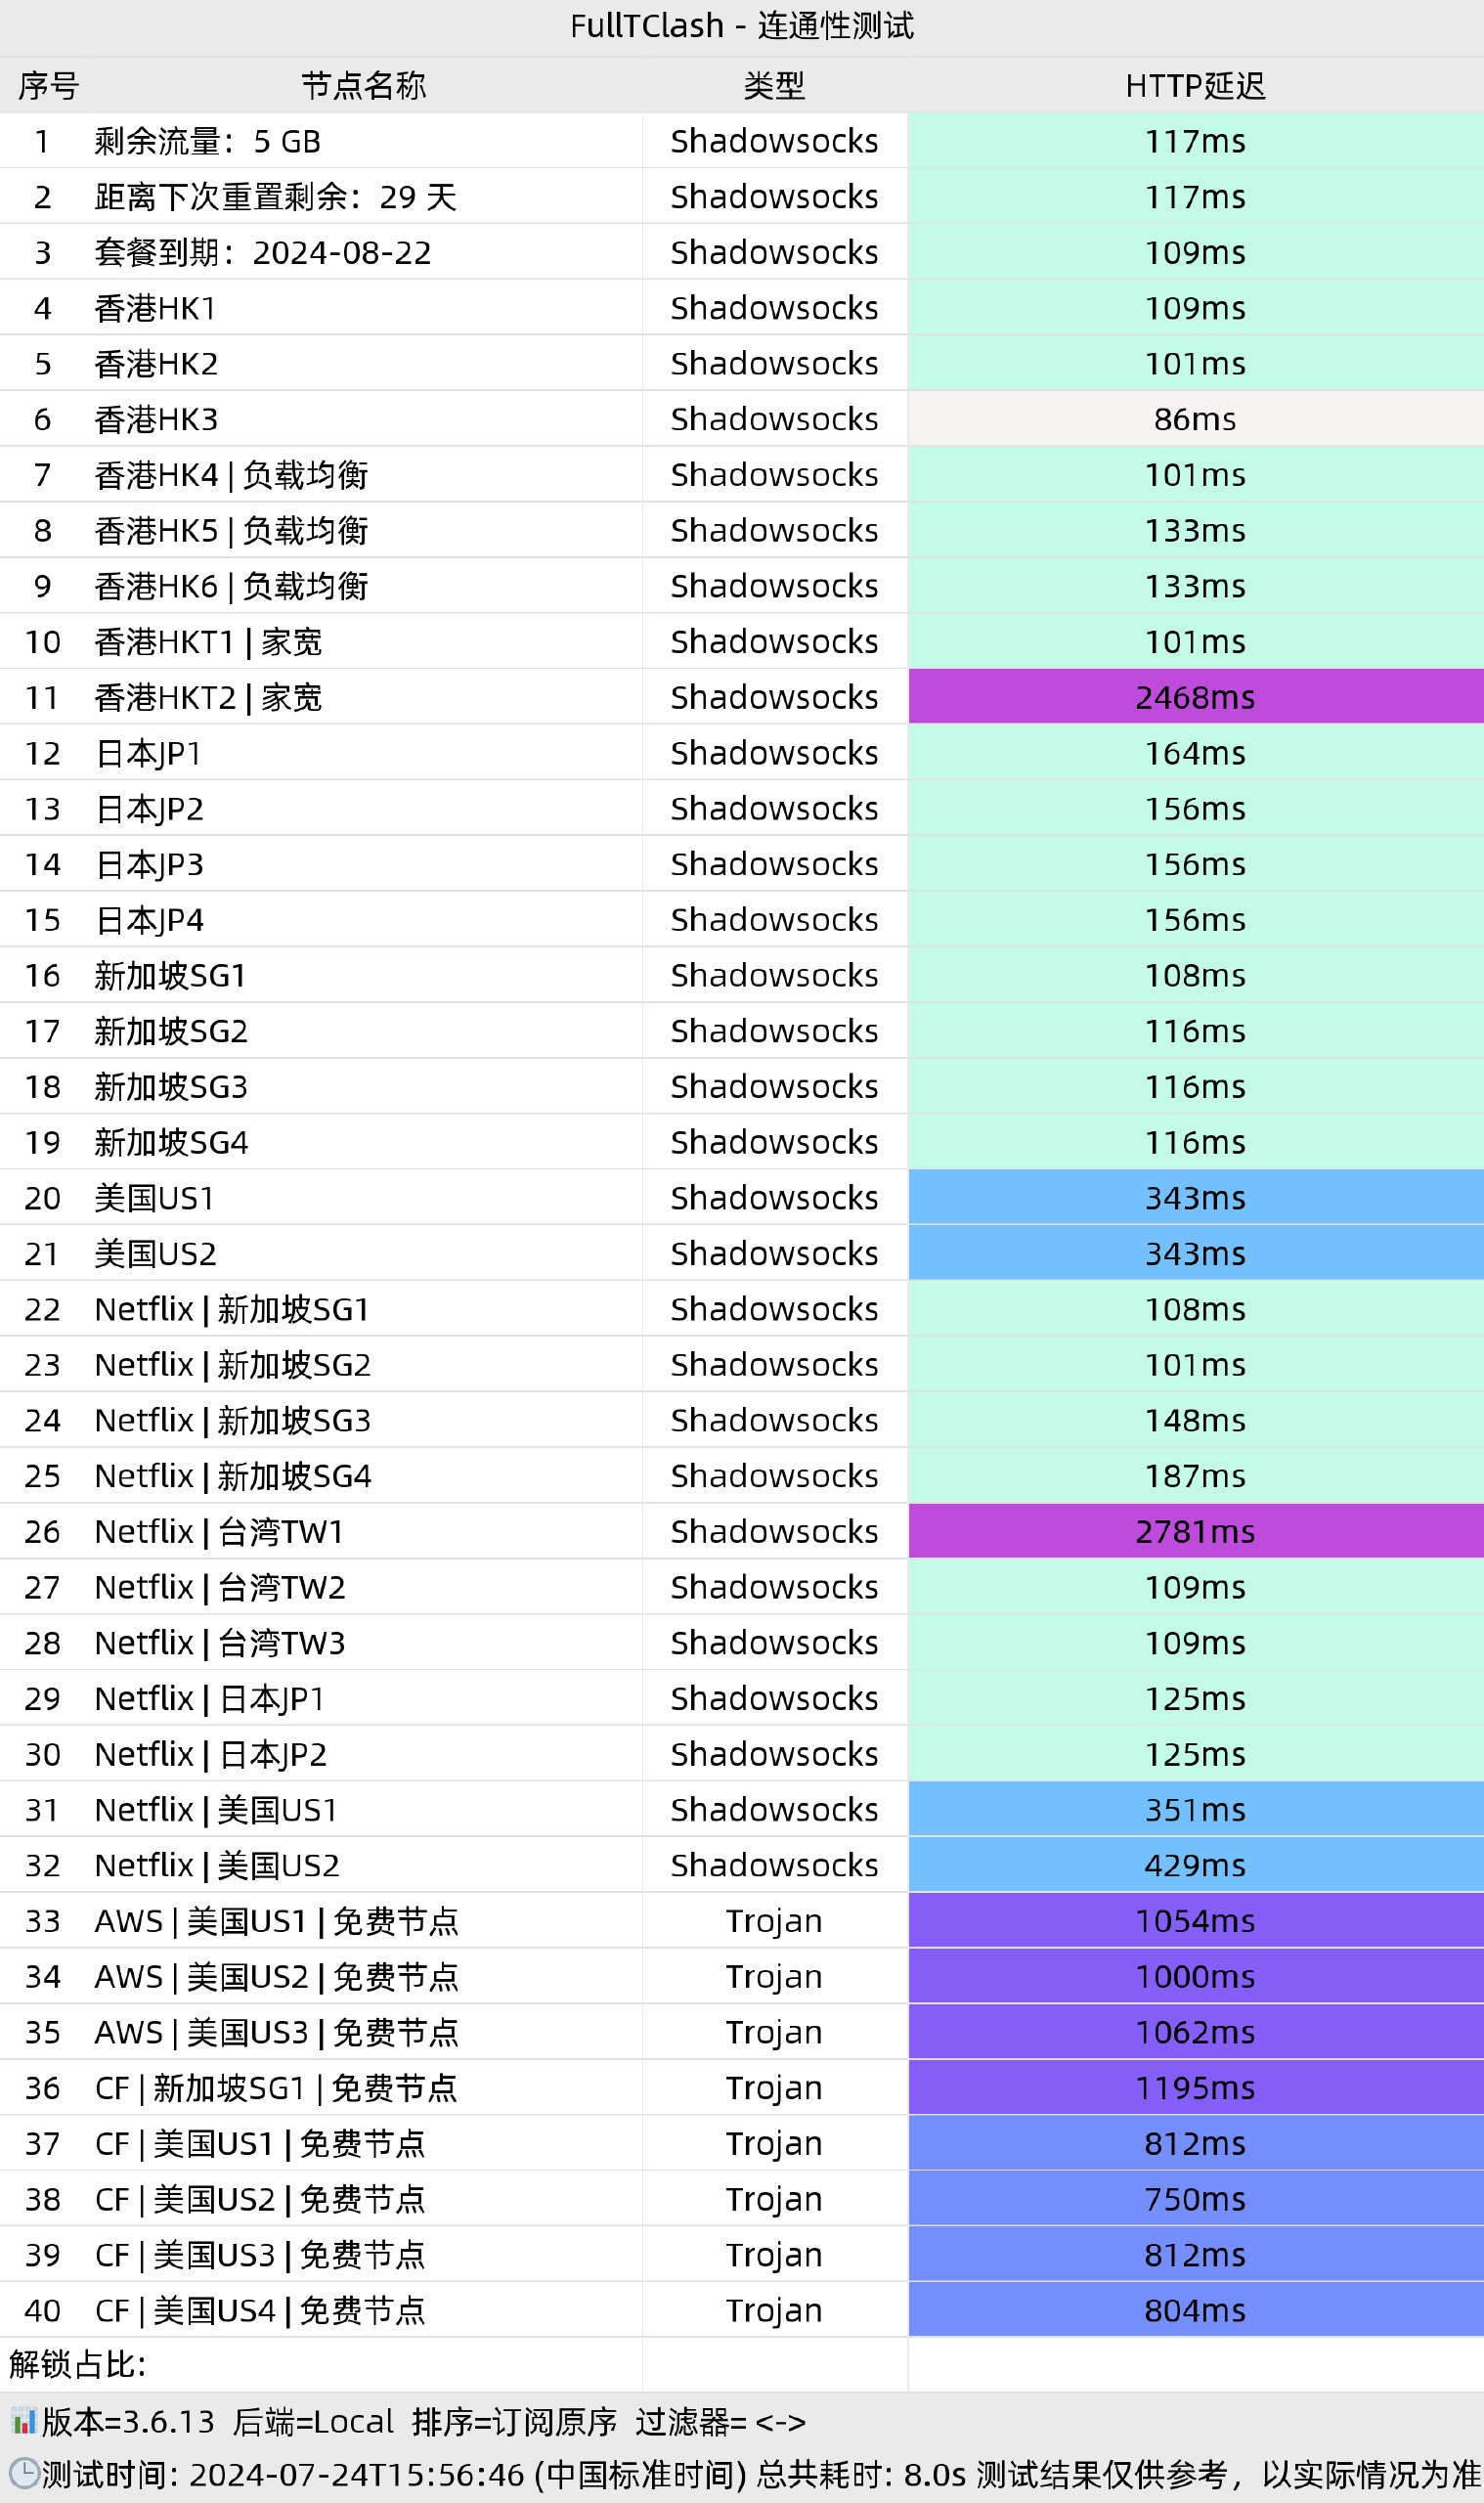 FullTClash - 连通性测试
序号 节点名称 类型 HTTP延迟
1 剩余流量：5 GB Shadowsocks 117ms
2 距离下次重置剩余：29 天 Shadowsocks 117ms
3 套餐到期：2024-08-22 Shadowsocks 109ms
4 香港HK1 Shadowsocks 109ms
5 香港HK2 Shadowsocks 101ms
6 香港HK3 Shadowsocks 86ms
7 香港HK4 | 负载均衡 Shadowsocks 101ms
8 香港HK5 | 负载均衡 Shadowsocks 133ms
9 香港HK6 | 负载均衡 Shadowsocks 133ms
10 香港HKT1 | 家宽 Shadowsocks 101ms
11 香港HKT2 | 家宽 Shadowsocks 2468ms
12 日本JP1 Shadowsocks 164ms
13 日本JP2 Shadowsocks 156ms
14 日本JP3 Shadowsocks 156ms
15 日本JP4 Shadowsocks 156ms
16 新加坡SG1 Shadowsocks 108ms
17 新加坡SG2 Shadowsocks 116ms
18 新加坡SG3 Shadowsocks 116ms
19 新加坡SG4 Shadowsocks 116ms
20 美国US1 Shadowsocks 343ms
21 美国US2 Shadowsocks 343ms
22 Netflix | 新加坡SG1 Shadowsocks 108ms
23 Netflix | 新加坡SG2 Shadowsocks 101ms
24 Netflix | 新加坡SG3 Shadowsocks 148ms
25 Netflix | 新加坡SG4 Shadowsocks 187ms
26 Netflix | 台湾TW1 Shadowsocks 2781ms
27 Netflix | 台湾TW2 Shadowsocks 109ms
28 Netflix | 台湾TW3 Shadowsocks 109ms
29 Netflix | 日本JP1 Shadowsocks 125ms
30 Netflix | 日本JP2 Shadowsocks 125ms
31 Netflix | 美国US1 Shadowsocks 351ms
32 Netflix | 美国US2 Shadowsocks 429ms
33 AWS | 美国US1 | 免费节点 Trojan 1054ms
34 AWS | 美国US2 | 免费节点 Trojan 1000ms
35 AWS | 美国US3 | 免费节点 Trojan 1062ms
36 CF | 新加坡SG1 | 免费节点 Trojan 1195ms
37 CF | 美国US1 | 免费节点 Trojan 812ms
38 CF | 美国US2 | 免费节点 Trojan 750ms
39 CF | 美国US3 | 免费节点 Trojan 812ms
40 CF | 美国US4 | 免费节点 Trojan 804ms
解锁占比:
版本=3.6.13 后端=Local 排序=订阅原序 过滤器= <->
测试时间: 2024-07-24T15:56:46 (中国标准时间) 总共耗时: 8.0s 测试结果仅供参考，以实际情况为准